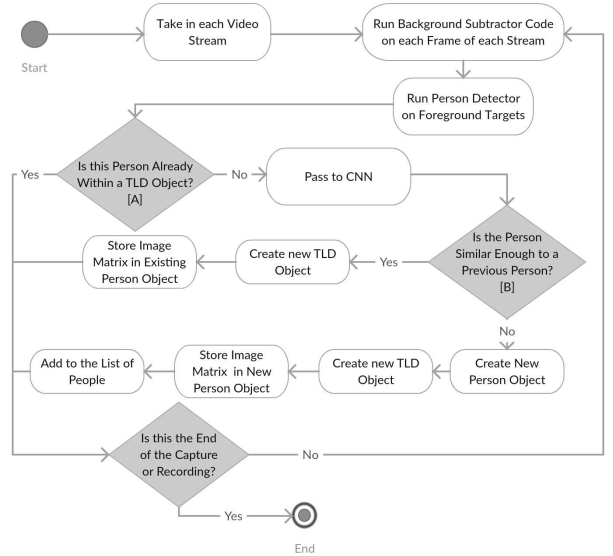 Take in each Video
Stream
Run Background Subtractor Code
on each Frame of each Stream
Start
Run Person Detector
on Foreground Targets
Yes
Is this Person Already
Within a TLD Object?
[A]
No
Pass to CNN
Is the Person
Similar Enough to a
Previous Person?
[B]
Yes
Create new TLD
Object
Store Image
Matrix in Existing
Person Object
No
Create New
Person Object
Create new TLD
Object
Store Image
Matrix in New
Person Object
Add to the List of
People
Is this the End
of the Capture
or Recording?
No
Yes
End